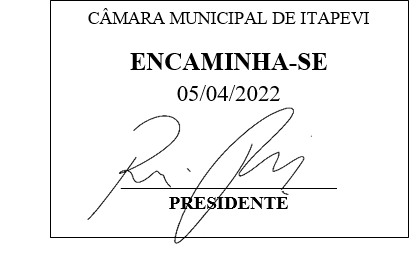 CÂMARA MUNICIPAL DE ITAPEVI
ENCAMINHA-SE
05/04/2022
PRESIDENTE